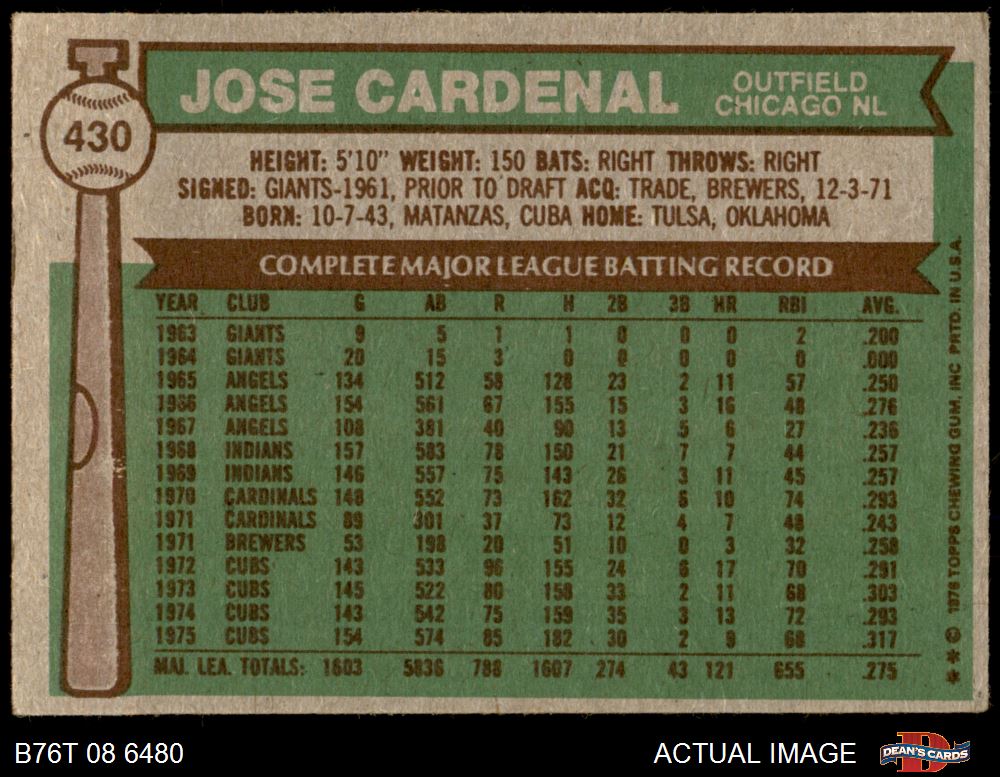 JOSE CARDENAL
OUTFIELD
CHICAGO NL
430
HEIGHT: 5'10" WEIGHT: 150 BATS: RIGHT THROWS: RIGHT
SIGNED: GIANTS-1961, PRIOR TO DRAFT ACQ: TRADE, BREWERS, 12-3-71
BORN: 10-7-43, MATANZAS, CUBA HOME: TULSA, OKLAHOMA
COMPLETE MAJOR LEAGUE BATTING RECORD
YEAR CLUB G AB R H 2B 3B HR RBI AVG.
1963 GIANTS 9 5 1 1 0 0 0 2 .200
1964 GIANTS 20 15 3 0 0 0 0 0 .000
1965 ANGELS 134 512 58 128 23 2 11 57 .250
1966 ANGELS 154 561 67 155 15 3 16 48 .276
1967 ANGELS 108 381 40 90 13 5 6 27 .236
1968 INDIANS 157 583 78 150 21 7 7 44 .257
1969 INDIANS 146 557 75 143 26 3 11 45 .257
1970 CARDINALS 148 552 73 162 32 6 10 74 .293
1971 CARDINALS 89 301 37 73 12 4 7 48 .243
1971 BREWERS 53 198 20 51 10 0 3 32 .258
1972 CUBS 143 533 96 155 24 6 17 70 .291
1973 CUBS 145 522 80 158 33 2 11 68 .303
1974 CUBS 143 542 75 159 35 3 13 72 .293
1975 CUBS 154 574 85 182 30 2 9 68 .317
MAJ. LEA. TOTALS: 1603 5836 788 1607 274 43 121 655 .275
* * © 1976 TOPPS CHEWING GUM, INC PRTD. IN U.S.A.
B76T 08 6480
ACTUAL IMAGE
DEAN'S CARDS